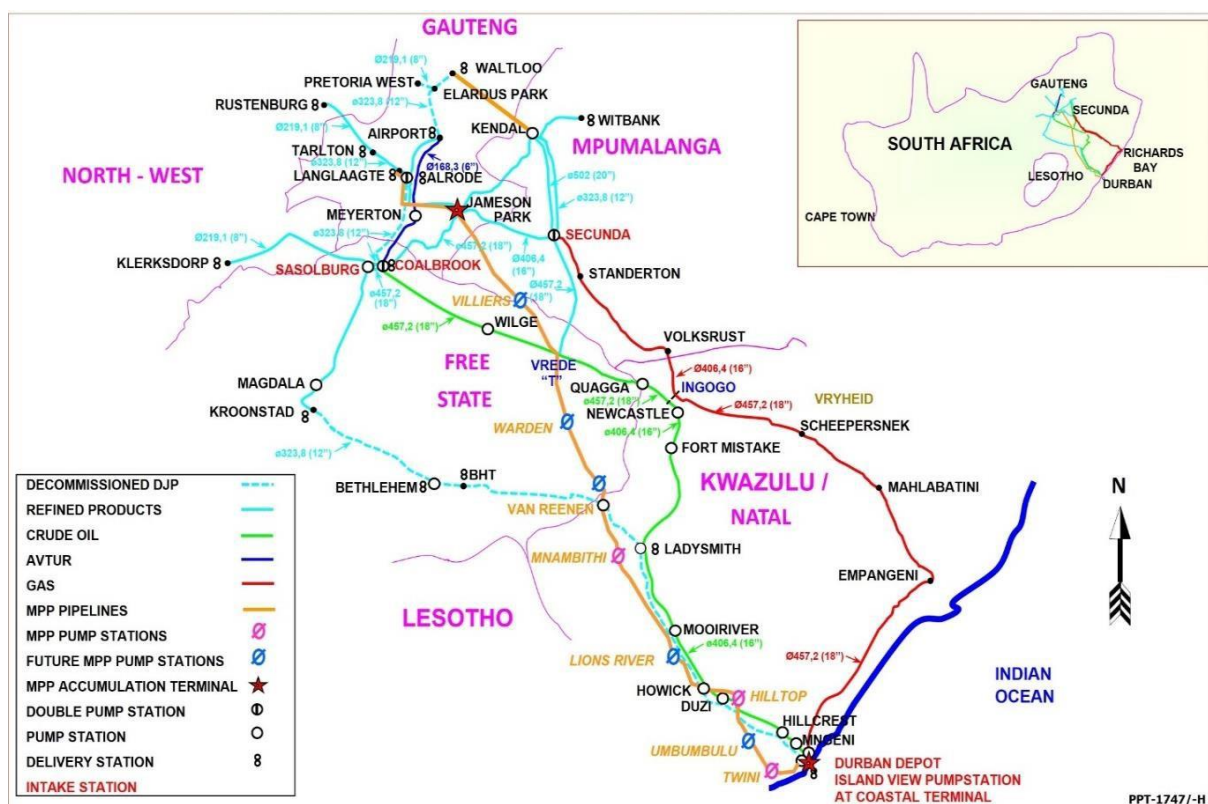 GAUTENG
Ø219,1 (8")
PRETORIA WEST
WALTLOO
ELARDUS PARK
RUSTENBURG
ø323,8 (12")
Ø219,1 (8")
AIRPORT
KENDAL
WITBANK
TARLTON
MPUMALANGA
ø323,8 (12")
Ø168,3 (6")
LANGLAAGTE
ALRODE
ø502 (20")
ø323,8 (12")
NORTH - WEST
JAMESON
PARK
MEYERTON
ø323,8 (12")
SECUNDA
Ø219,1 (8")
ø457,2 (18")
Ø406,4
(16")
KLERKSDORP
SASOLBURG
COALBROOK
STANDERTON
ø457,2
(18")
Ø457,2
(18")
VILLIERS
ø457,2 (18")
WILGE
VOLKSRUST
FREE
STATE
VREDE
"T"
Ø406,4 (16")
MAGDALA
QUAGGA
INGOGO
ø457,2 (18")
Ø457,2 (18")
VRYHEID
KROONSTAD
NEWCASTLE
ø406,4 (16")
SCHEEPERSNEK
WARDEN
FORT MISTAKE
ø323,8 (12")
BETHLEHEM
BHT
KWAZULU /
NATAL
MAHLABATINI
VAN REENEN
MNAMBITHI
LADYSMITH
EMPANGENI
LESOTHO
MOOIRIVER
ø406,4 (16")
LIONS RIVER
Ø457,2 (18")
INDIAN
OCEAN
HOWICK
DUZI
HILLTOP
HILLCREST
MNGENI
UMBUMBULU
TWINI
DURBAN DEPOT
ISLAND VIEW PUMPSTATION
AT COASTAL TERMINAL
N
GAUTENG
SECUNDA
SOUTH AFRICA
RICHARDS
BAY
LESOTHO
DURBAN
CAPE TOWN
DECOMMISSIONED DJP
REFINED PRODUCTS
CRUDE OIL
AVTUR
GAS
MPP PIPELINES
MPP PUMP STATIONS
FUTURE MPP PUMP STATIONS
MPP ACCUMULATION TERMINAL
DOUBLE PUMP STATION
PUMP STATION
DELIVERY STATION
INTAKE STATION
PPT-1747/-H